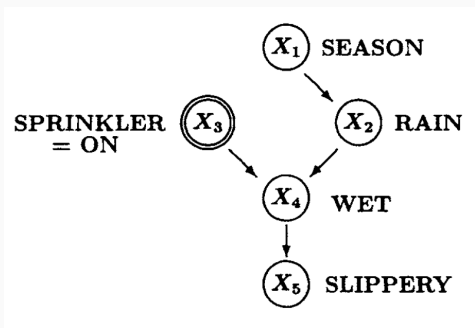 X₁ SEASON
SPRINKLER X₃ X₂ RAIN
= ON
X₄ WET
X₅ SLIPPERY